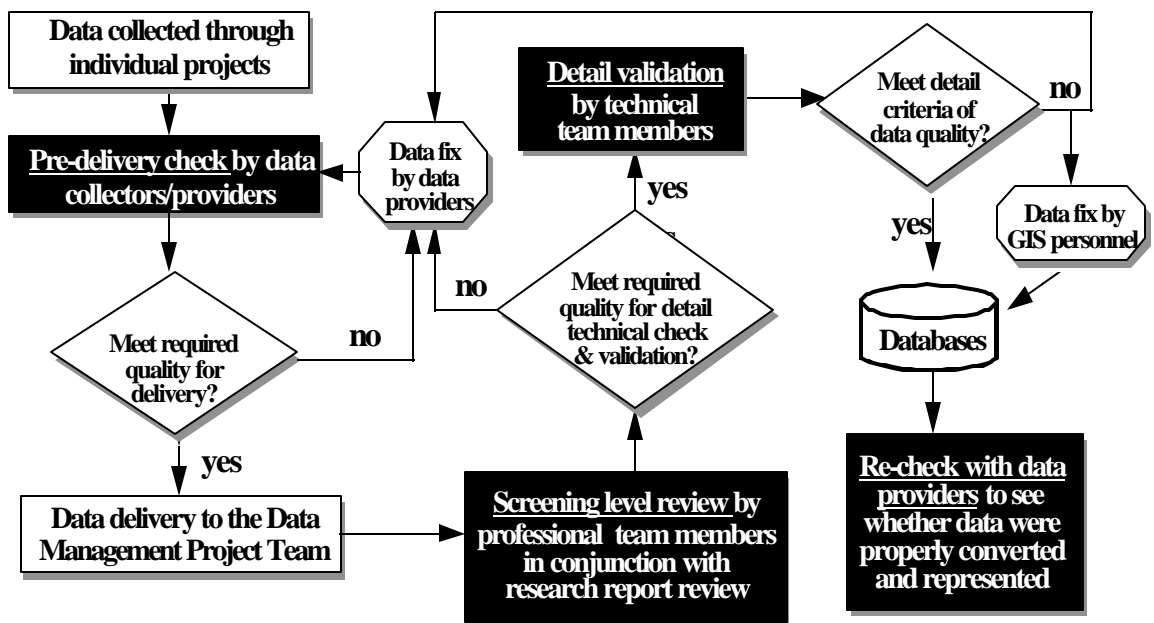 Data collected through
individual projects
Pre-delivery check by data
collectors/providers
Meet required
quality for
delivery?
no
yes
Data delivery to the Data
Management Project Team
Data fix
by data
providers
Screening level review by
professional team members
in conjunction with
research report review
Meet required
quality for detail
technical check
& validation?
no
yes
Detail validation
by technical
team members
Meet detail
criteria of
data quality?
no
yes
Data fix by
GIS personnel
Databases
Re-check with data
providers to see
whether data were
properly converted
and represented